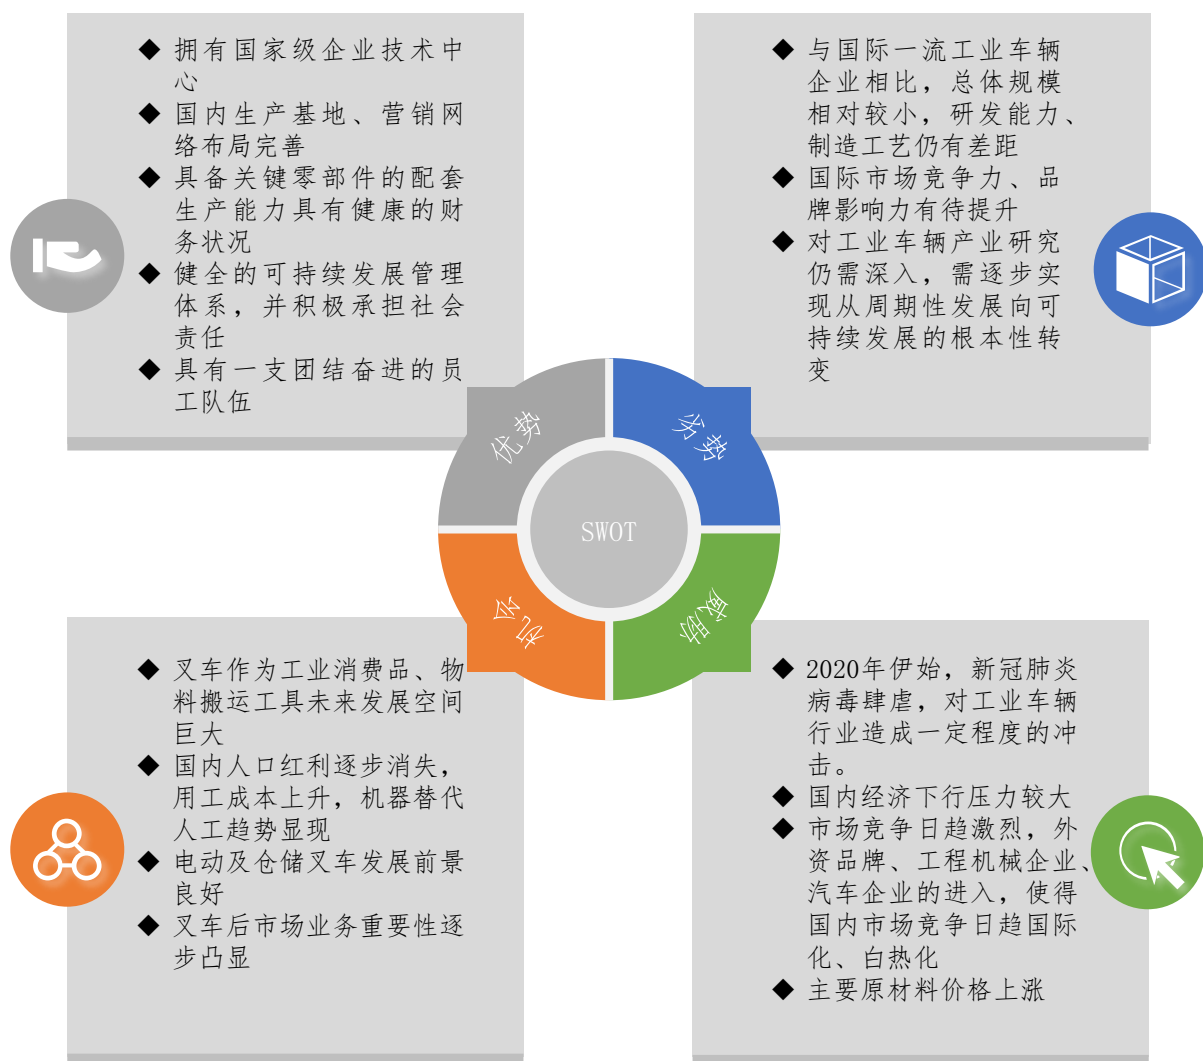 拥有国家级企业技术中
心
国内生产基地、营销网
络布局完善
具备关键零部件的配套
生产能力具有健康的财
务状况
健全的可持续发展管理
体系，并积极承担社会
责任
具有一支团结奋进的员
工队伍
与国际一流工业车辆
企业相比，总体规模
相对较小，研发能力、
制造工艺仍有差距
国际市场竞争力、品
牌影响力有待提升
对工业车辆产业研究
仍需深入，需逐步实
现从周期性发展向可
持续发展的根本性转
变
优势
劣势
SWOT
机会
威胁
叉车作为工业消费品、物
料搬运工具未来发展空间
巨大
国内人口红利逐步消失，
用工成本上升，机器替代
人工趋势显现
电动及仓储叉车发展前景
良好
叉车后市场业务重要性逐
步凸显
2020年伊始，新冠肺炎
病毒肆虐，对工业车辆
行业造成一定程度的冲
击。
国内经济下行压力较大
市场竞争日趋激烈，外
资品牌、工程机械企业、
汽车企业的进入，使得
国内市场竞争日趋国际
化、白热化
主要原材料价格上涨